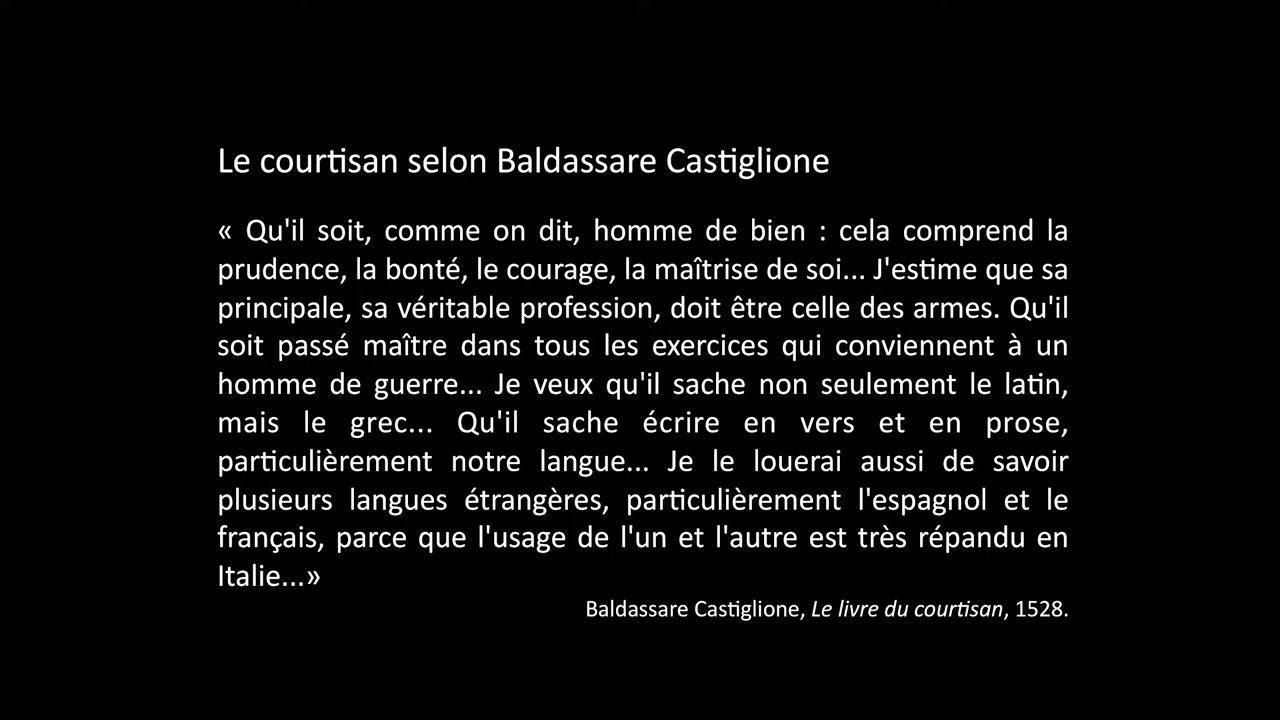 Le courtisan selon Baldassare Castiglione
« Qu'il soit, comme on dit, homme de bien : cela comprend la
prudence, la bonté, le courage, la maîtrise de soi... J'estime que sa
principale, sa véritable profession, doit être celle des armes. Qu'il
soit passé maître dans tous les exercices qui conviennent à un
homme de guerre... Je veux qu'il sache non seulement le latin,
mais le grec... Qu'il sache écrire en vers et en prose,
particulièrement notre langue... Je le louerai aussi de savoir
plusieurs langues étrangères, particulièrement l'espagnol et le
français, parce que l'usage de l'un et l'autre est très répandu en
Italie...»
Baldassare Castiglione, Le livre du courtisan, 1528.